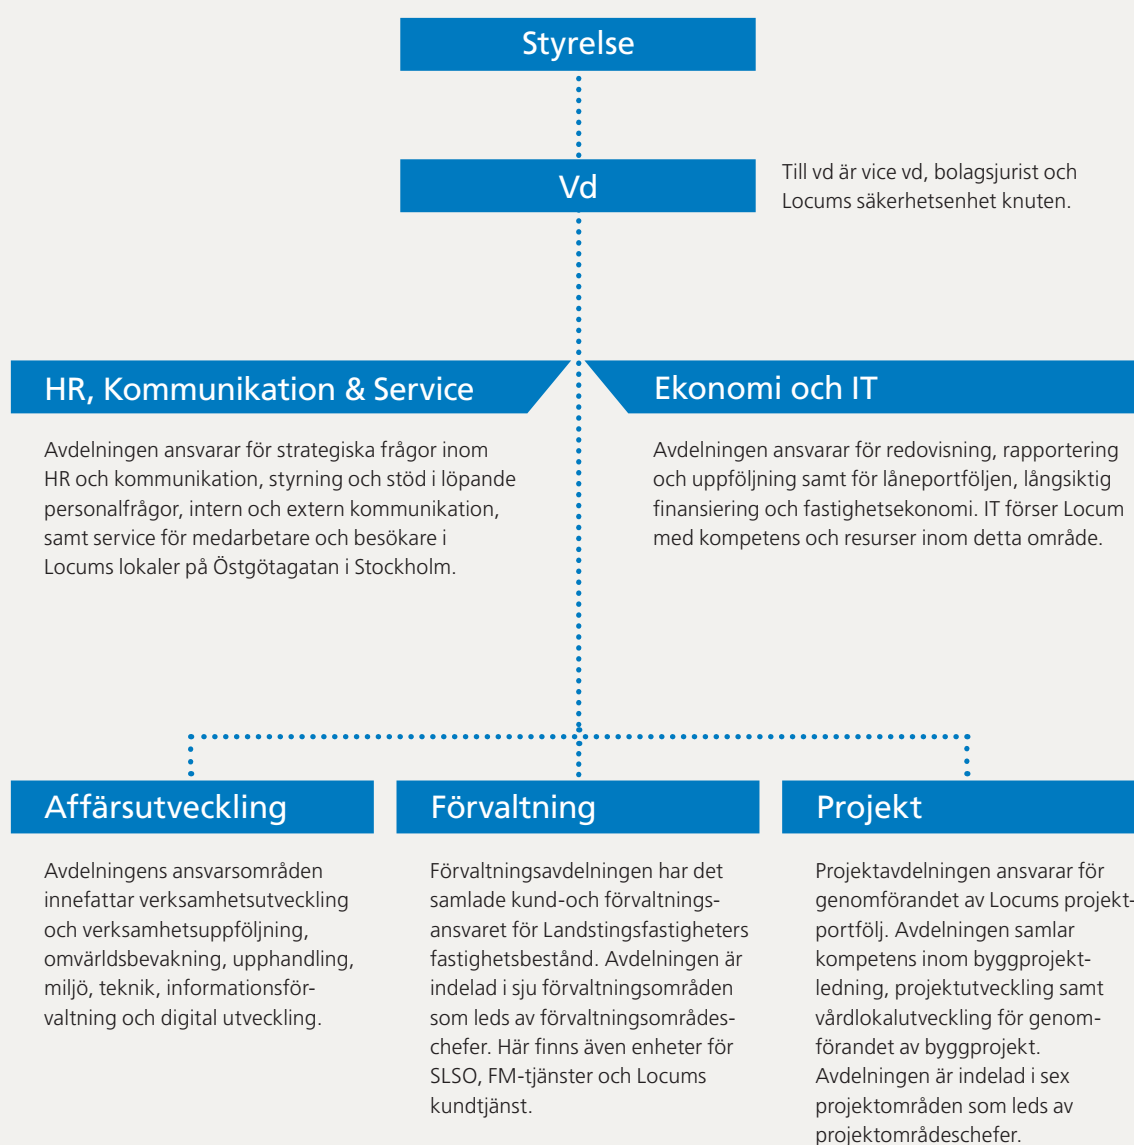 Styrelse
Vd
Till vd är vice vd, bolagsjurist och
Locums säkerhetsenhet knuten.
HR, Kommunikation & Service
Avdelningen ansvarar för strategiska frågor inom
HR och kommunikation, styrning och stöd i löpande
personalfrågor, intern och extern kommunikation,
samt service för medarbetare och besökare i
Locums lokaler på Östgötagatan i Stockholm.
Ekonomi och IT
Avdelningen ansvarar för redovisning, rapportering
och uppföljning samt för låneportföljen, långsiktig
finansiering och fastighetsekonomi. IT förser Locum
med kompetens och resurser inom detta område.
Affärsutveckling
Avdelningens ansvarsområden
innefattar verksamhetsutveckling
och verksamhetsuppföljning,
omvärldsbevakning, upphandling,
miljö, teknik, informationsför-
valtning och digital utveckling.
Förvaltning
Förvaltningsavdelningen har det
samlade kund-och förvaltnings-
ansvaret för Landstingsfastigheters
fastighetsbestånd. Avdelningen är
indelad i sju förvaltningsområden
som leds av förvaltningsområdes-
chefer. Här finns även enheter för
SLSO, FM-tjänster och Locums
kundtjänst.
Projekt
Projektavdelningen ansvarar för
genomförandet av Locums projekt-
portfölj. Avdelningen samlar
kompetens inom byggprojekt-
ledning, projektutveckling samt
vårdlokalutveckling för genom-
förandet av byggprojekt.
Avdelningen är indelad i sex
projektområden som leds av
projektområdeschefer.